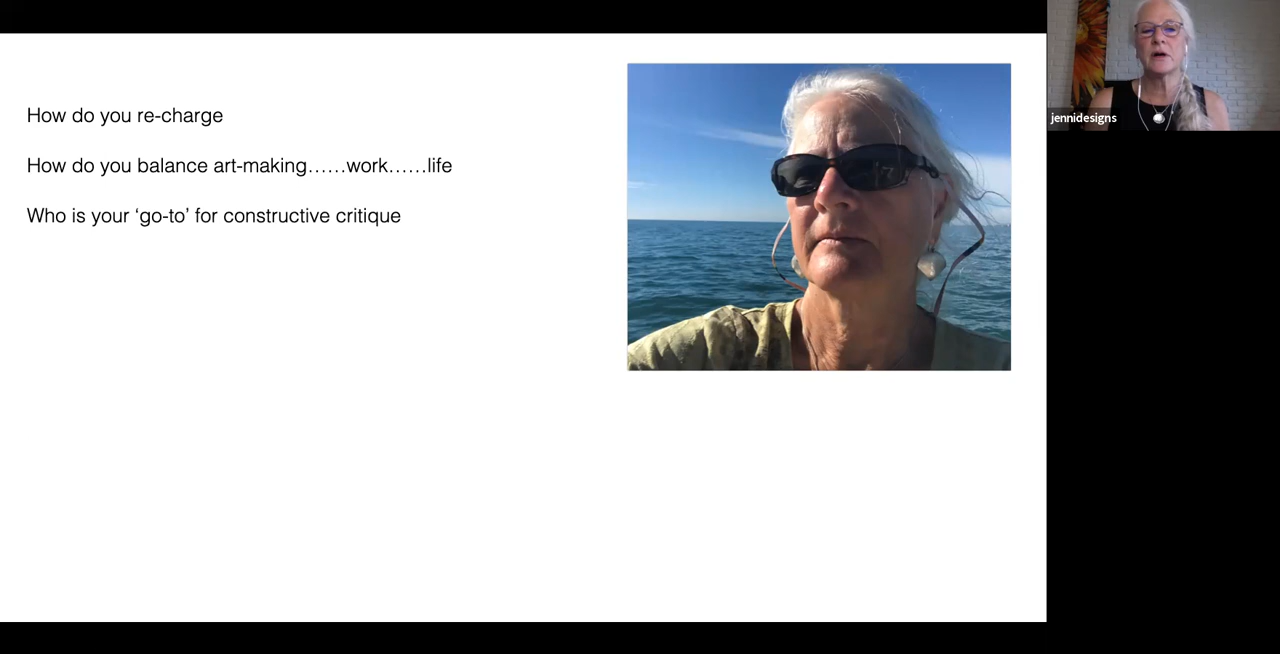 How do you re-charge
How do you balance art-making……work……life
Who is your ‘go-to’ for constructive critique
jennidesigns